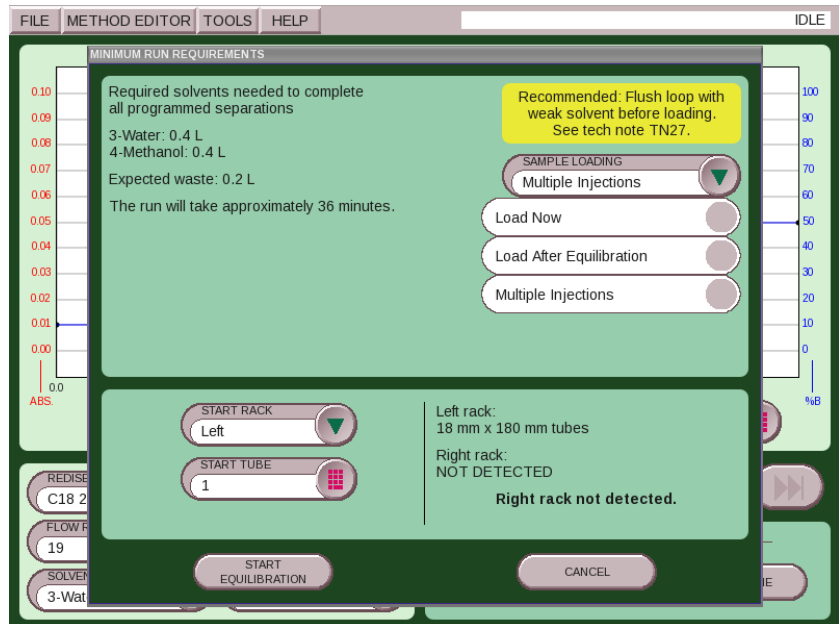 FILE
METHOD EDITOR
TOOLS
HELP
IDLE
MINIMUM RUN REQUIREMENTS
Required solvents needed to complete
all programmed separations
3-Water: 0.4 L
4-Methanol: 0.4 L
Expected waste: 0.2 L
The run will take approximately 36 minutes.
Recommended: Flush loop with
weak solvent before loading.
See tech note TN27.
SAMPLE LOADING
Multiple Injections
Load Now
Load After Equilibration
Multiple Injections
0.10
0.09
0.08
0.07
0.06
0.05
0.04
0.03
0.02
0.01
0.00
0.0
ABS.
100
90
80
70
60
50
40
30
20
10
0
%B
START RACK
Left
START TUBE
1
Left rack:
18 mm x 180 mm tubes
Right rack:
NOT DETECTED
Right rack not detected.
START
EQUILIBRATION
CANCEL
REDISE
C18 2
FLOW R
19
SOLVEN
3-Wat
IE